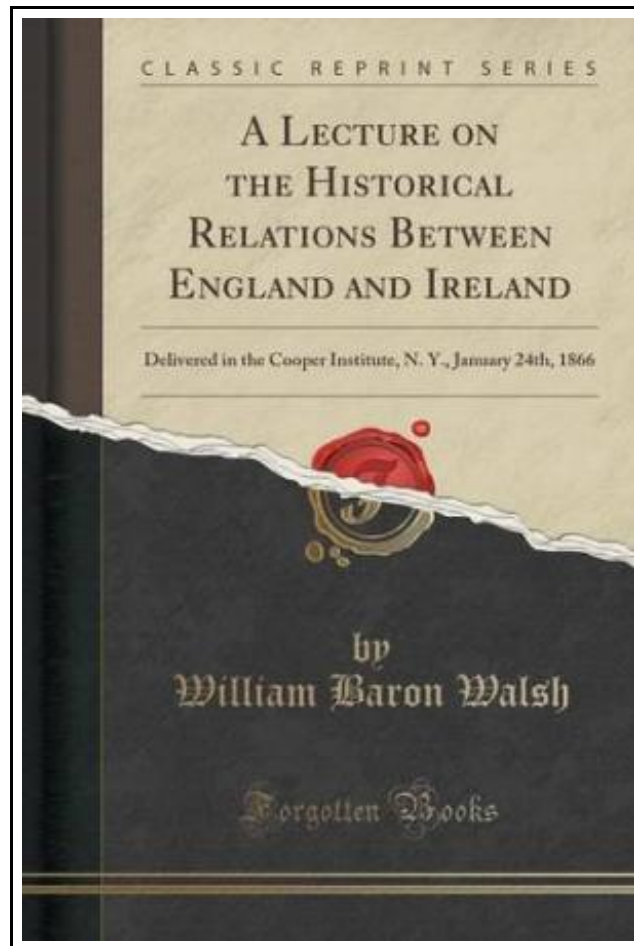 CLASSIC REPRINT SERIES
A LECTURE ON
THE HISTORICAL
RELATIONS BETWEEN
ENGLAND AND IRELAND
Delivered in the Cooper Institute, N. Y., January 24th, 1866
by
William Baron Walsh
Forgotten Books